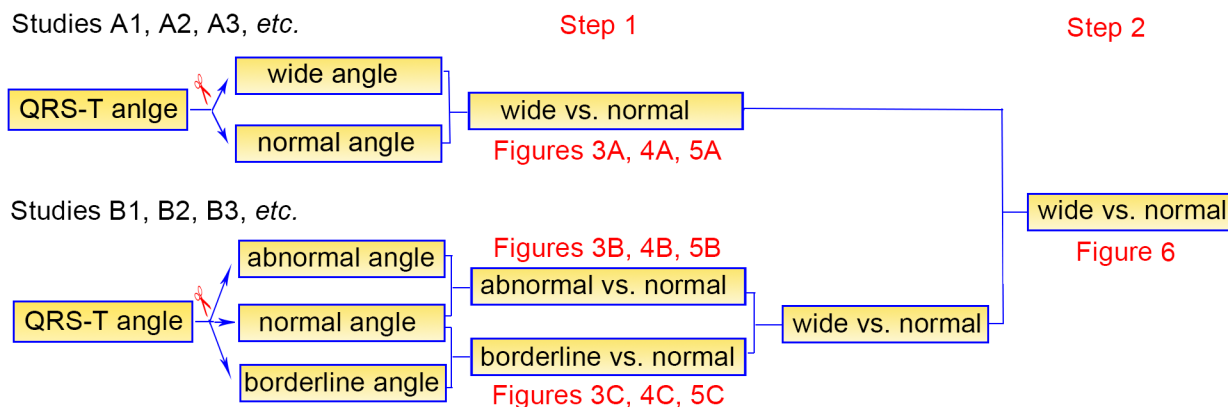 Studies A1, A2, A3, etc.
Step 1
Step 2
wide angle
QRS-T anlge
wide vs. normal
normal angle
Figures 3A, 4A, 5A
Studies B1, B2, B3, etc.
wide vs. normal
Figures 3B, 4B, 5B
Figure 6
abnormal angle
abnormal vs. normal
QRS-T angle
normal angle
wide vs. normal
borderline vs. normal
borderline angle
Figures 3C, 4C, 5C